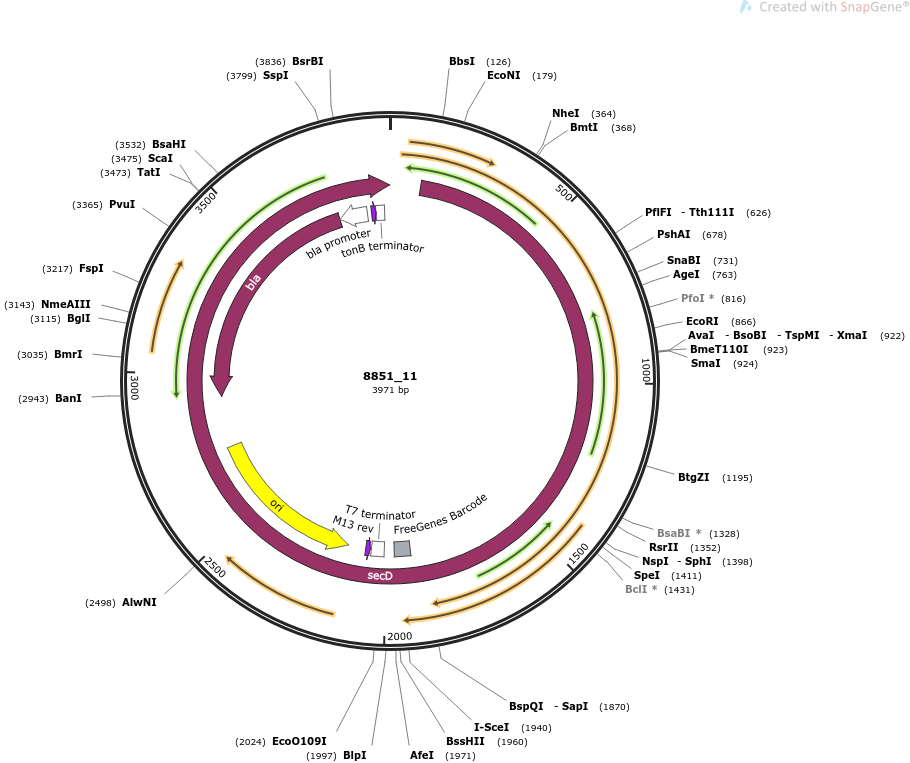 Created with SnapGene®
(3836) BsrBI
(3799) SspI
BbsI (126)
EcoNI (179)
NheI (364)
BmtI (368)
(3532) BsaHI
(3475) ScaI
(3473) TatI
(3365) PvuI
(3217) FspI
(3143) NmeAIII
(3115) BglI
(3035) BmrI
(2943) BanI
PflFI - Tth111I (626)
PshAI (678)
SnaBI (731)
AgeI (763)
PfoI * (816)
EcoRI (866)
AvaI - BsoBI - TspMI - XmaI (922)
BmeT110I (923)
SmaI (924)
BtgZI (1195)
BsaBI * (1328)
RsrII (1352)
NspI - SphI (1398)
SpeI (1411)
BclI * (1431)
500
1000
1500
2000
2500
3000
3500
bla promoter
tonB terminator
bla
8851_11
3971 bp
ori
T7 terminator
M13 rev
FreeGenes Barcode
secD
(2498) AlwNI
BspQI - SapI (1870)
I-SceI (1940)
BssHII (1960)
AfeI (1971)
(2024) EcoO109I
(1997) BlpI